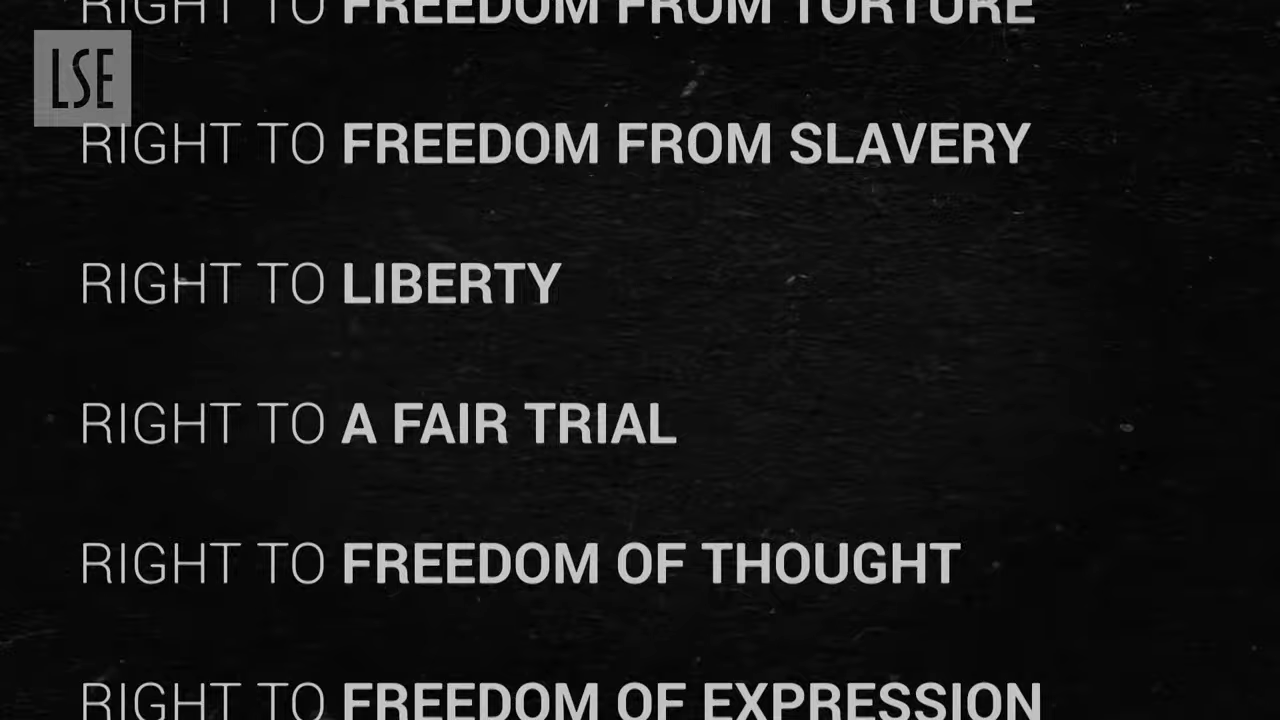 RIGHT TO FREEDOM FROM TORTURE
LSE
RIGHT TO FREEDOM FROM SLAVERY
RIGHT TO LIBERTY
RIGHT TO A FAIR TRIAL
RIGHT TO FREEDOM OF THOUGHT
RIGHT TO FREEDOM OF EXPRESSION